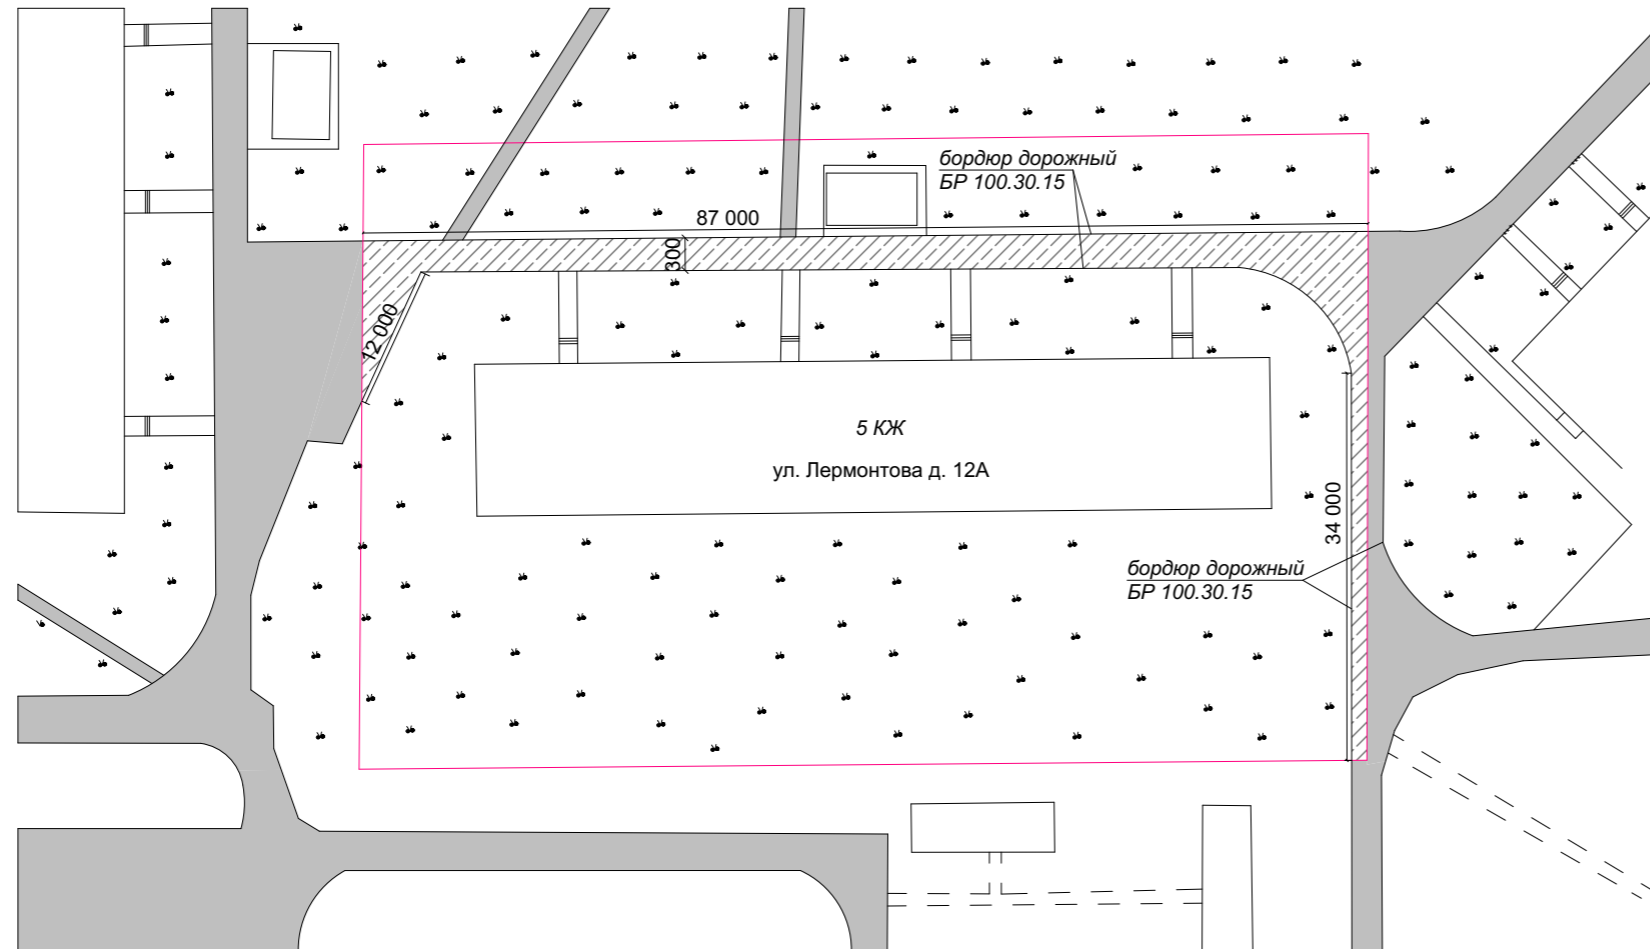 бордюр дорожный
БР 100.30.15
87 000
300
12 000
5 КЖ
ул. Лермонтова д. 12А
34 000
бордюр дорожный
БР 100.30.15